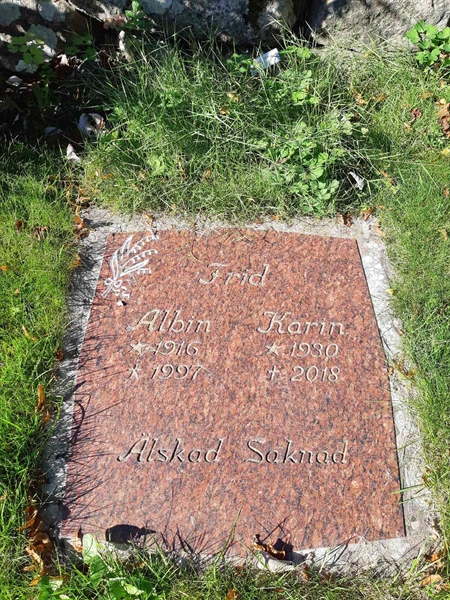 Frid
Albin Karin
★ 1916 ★ 1930
† 1997 † 2018
Älskad Saknad